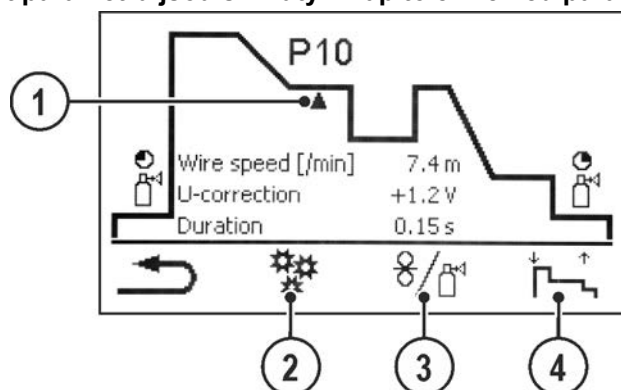 P10
1
Wire speed [/min] 7.4 m
U-correction +1.2 V
Duration 0.15 s
2
3
4